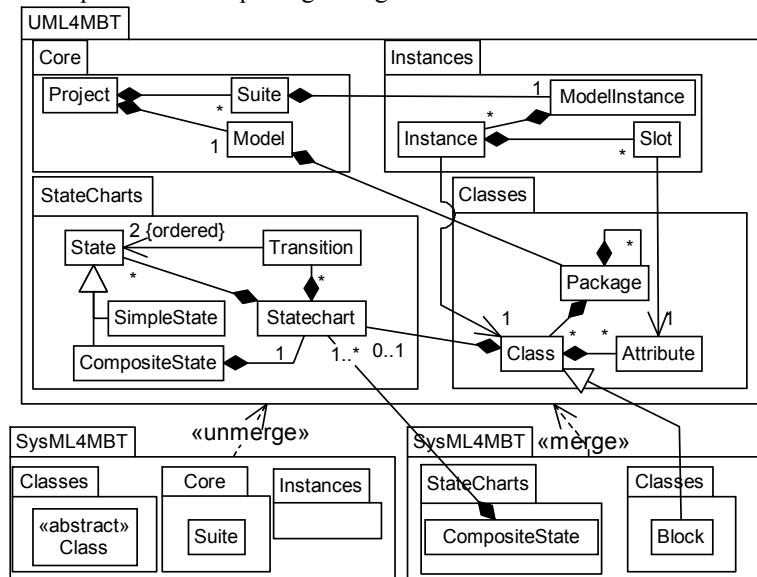 UML4MBT
Core
Instances
Project
Suite
*
1
ModelInstance
*
1
Model
Instance
*
Slot
StateCharts
Classes
2 {ordered}
State
Transition
*
*
*
Package
SimpleState
Statechart
1
1
CompositeState
1
1..*
0..1
Class
*
*
Attribute
«unmerge»
«merge»
SysML4MBT
SysML4MBT
Classes
Core
Instances
StateCharts
Classes
«abstract»
Class
Suite
CompositeState
Block